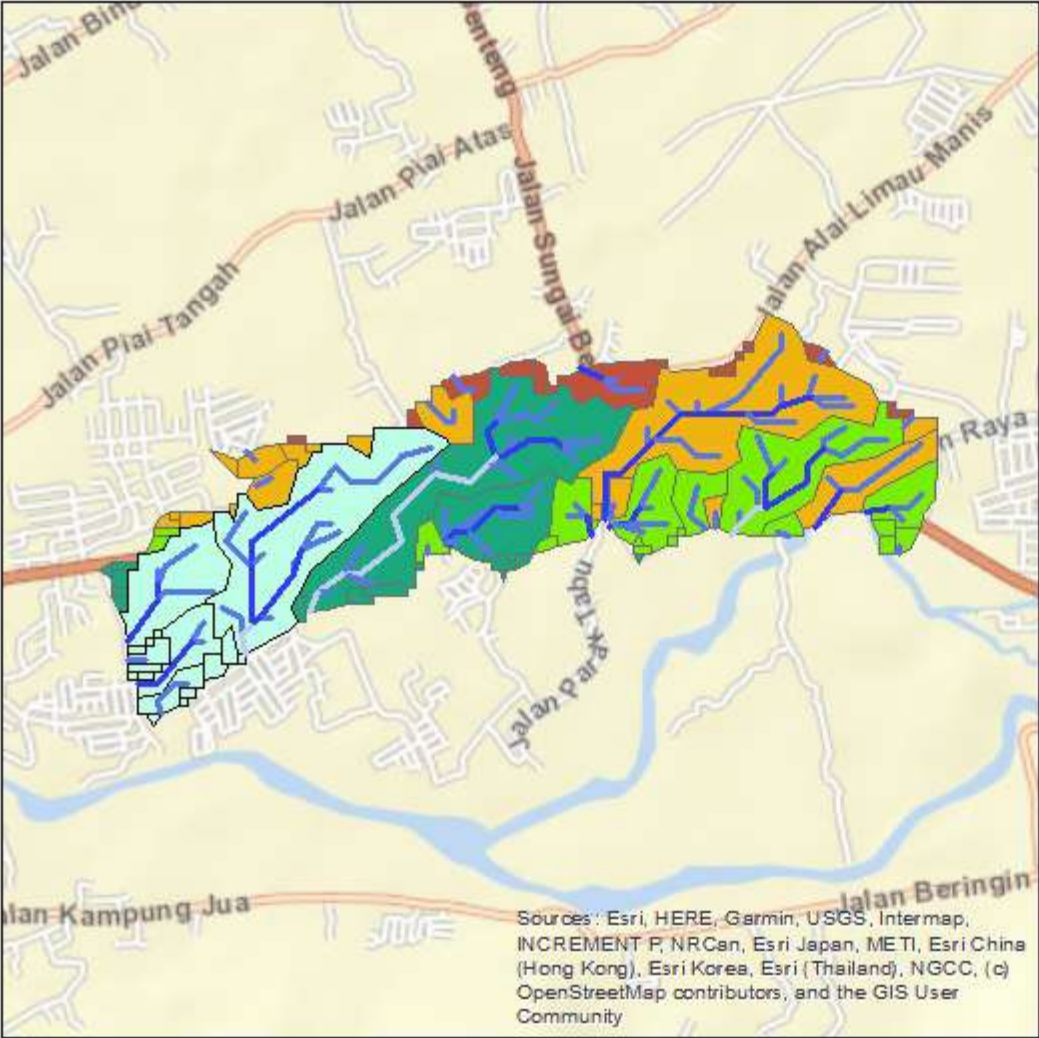 Jalan Binu
Benteng
Jalan Piai Atas
Jalan Sungai Be
Jalan Alai Limau Manis
Jalan Piai Tangah
n Raya
Jalan Parak Tabu
alan Kampung Jua
Jalan Beringin
Sources: Esri, HERE, Garmin, USGS, Intermap,
INCREMENT P, NRCan, Esri Japan, METI, Esri China
(Hong Kong), Esri Korea, Esri (Thailand), NGCC, (c)
OpenStreetMap contributors, and the GIS User
Community